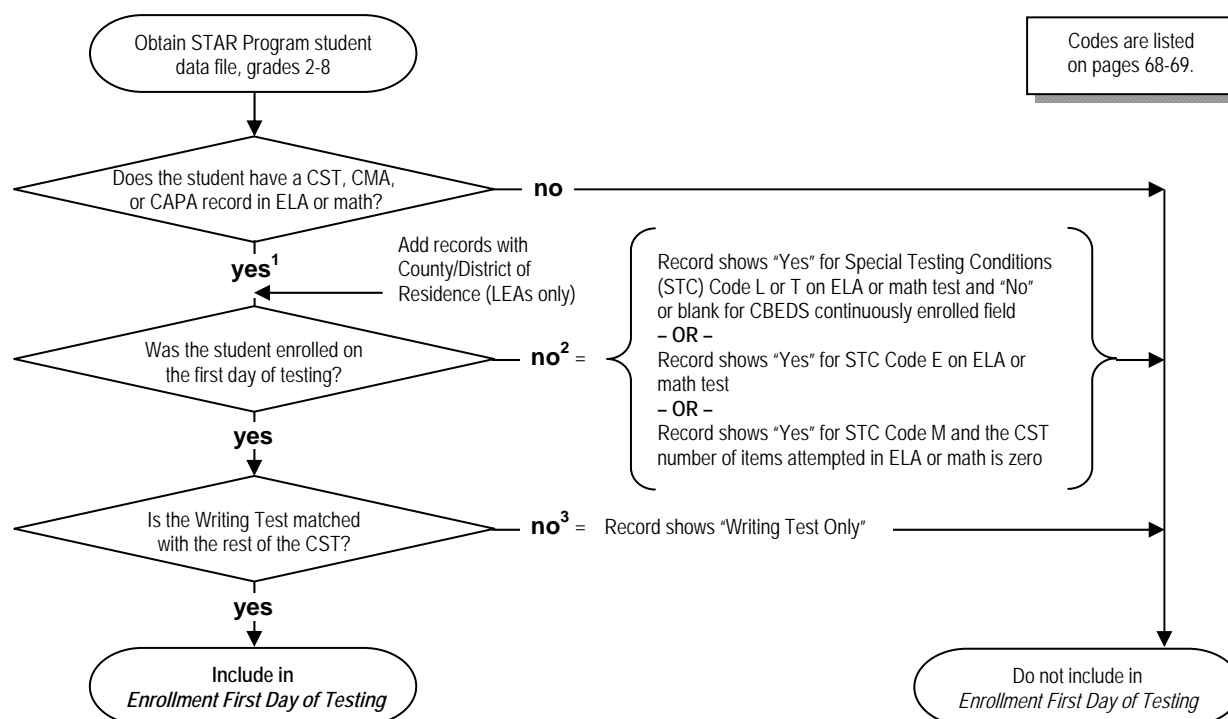 Obtain STAR Program student
data file, grades 2-8
Codes are listed
on pages 68-69.
Does the student have a CST, CMA,
or CAPA record in ELA or math?
no
yes¹
Add records with
County/District of
Residence (LEAs only)
Was the student enrolled on
the first day of testing?
no² =
Record shows “Yes” for Special Testing Conditions
(STC) Code L or T on ELA or math test and “No”
or blank for CBEDS continuously enrolled field
– OR –
Record shows “Yes” for STC Code E on ELA or
math test
– OR –
Record shows “Yes” for STC Code M and the CST
number of items attempted in ELA or math is zero
yes
Is the Writing Test matched
with the rest of the CST?
no³ = Record shows “Writing Test Only”
yes
Include in
Enrollment First Day of Testing
Do not include in
Enrollment First Day of Testing